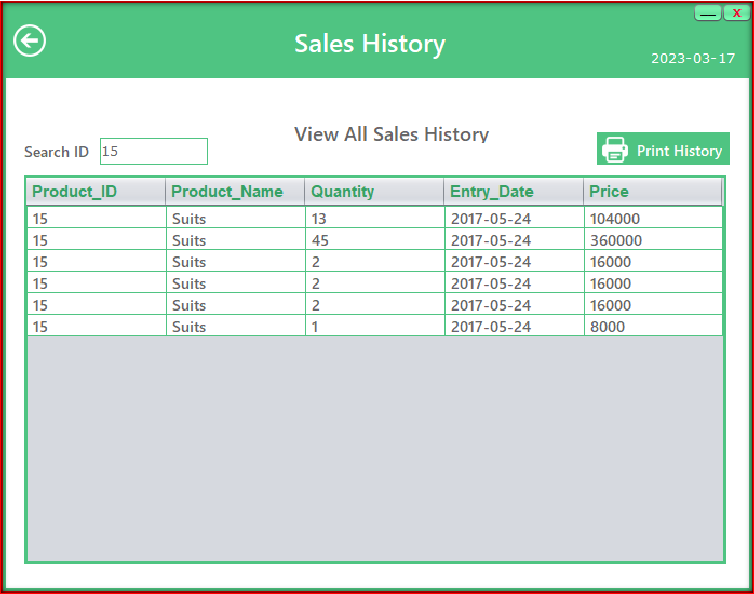 X
Sales History
2023-03-17
View All Sales History
Search ID 15
Print History
Product_ID Product_Name Quantity Entry_Date Price
15 Suits 13 2017-05-24 104000
15 Suits 45 2017-05-24 360000
15 Suits 2 2017-05-24 16000
15 Suits 2 2017-05-24 16000
15 Suits 2 2017-05-24 16000
15 Suits 1 2017-05-24 8000